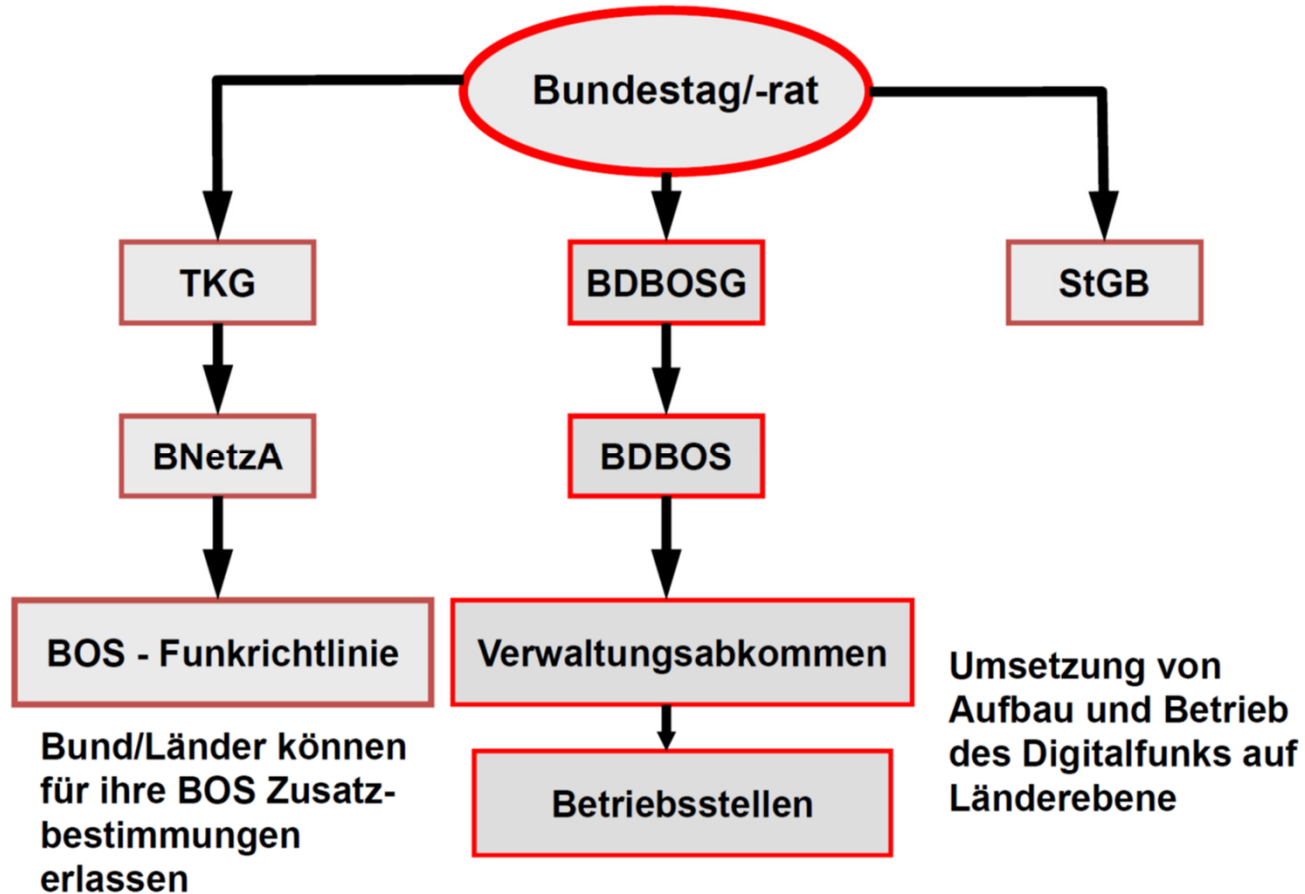 Bundestag/-rat
TKG
BDBOSG
StGB
BNetzA
BDBOS
BOS - Funkrichtlinie
Verwaltungsabkommen
Betriebsstellen
Bund/Länder können
für ihre BOS Zusatz-
bestimmungen
erlassen
Umsetzung von
Aufbau und Betrieb
des Digitalfunks auf
Länderebene